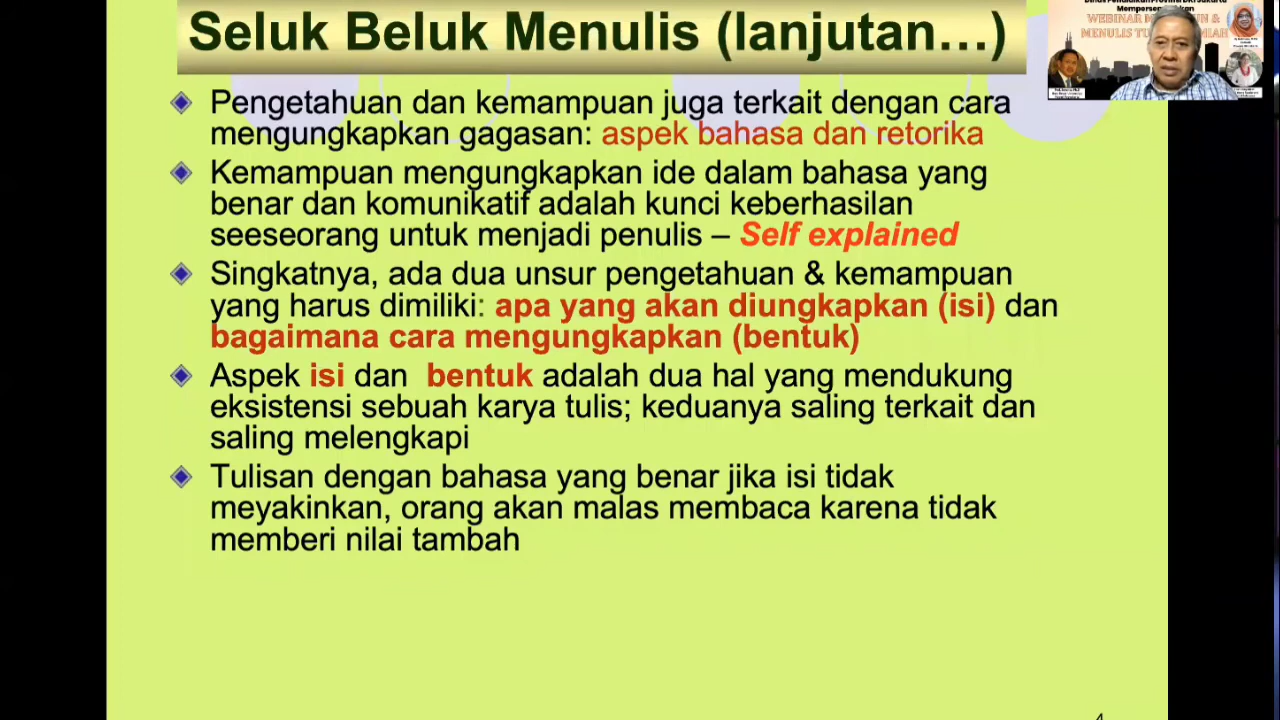 Seluk Beluk Menulis (lanjutan…)
Pengetahuan dan kemampuan juga terkait dengan cara
mengungkapkan gagasan: aspek bahasa dan retorika
Kemampuan mengungkapkan ide dalam bahasa yang
benar dan komunikatif adalah kunci keberhasilan
seeseorang untuk menjadi penulis – Self explained
Singkatnya, ada dua unsur pengetahuan & kemampuan
yang harus dimiliki: apa yang akan diungkapkan (isi) dan
bagaimana cara mengungkapkan (bentuk)
Aspek isi dan bentuk adalah dua hal yang mendukung
eksistensi sebuah karya tulis; keduanya saling terkait dan
saling melengkapi
Tulisan dengan bahasa yang benar jika isi tidak
meyakinkan, orang akan malas membaca karena tidak
memberi nilai tambah
4
WEBINAR
MENULIS